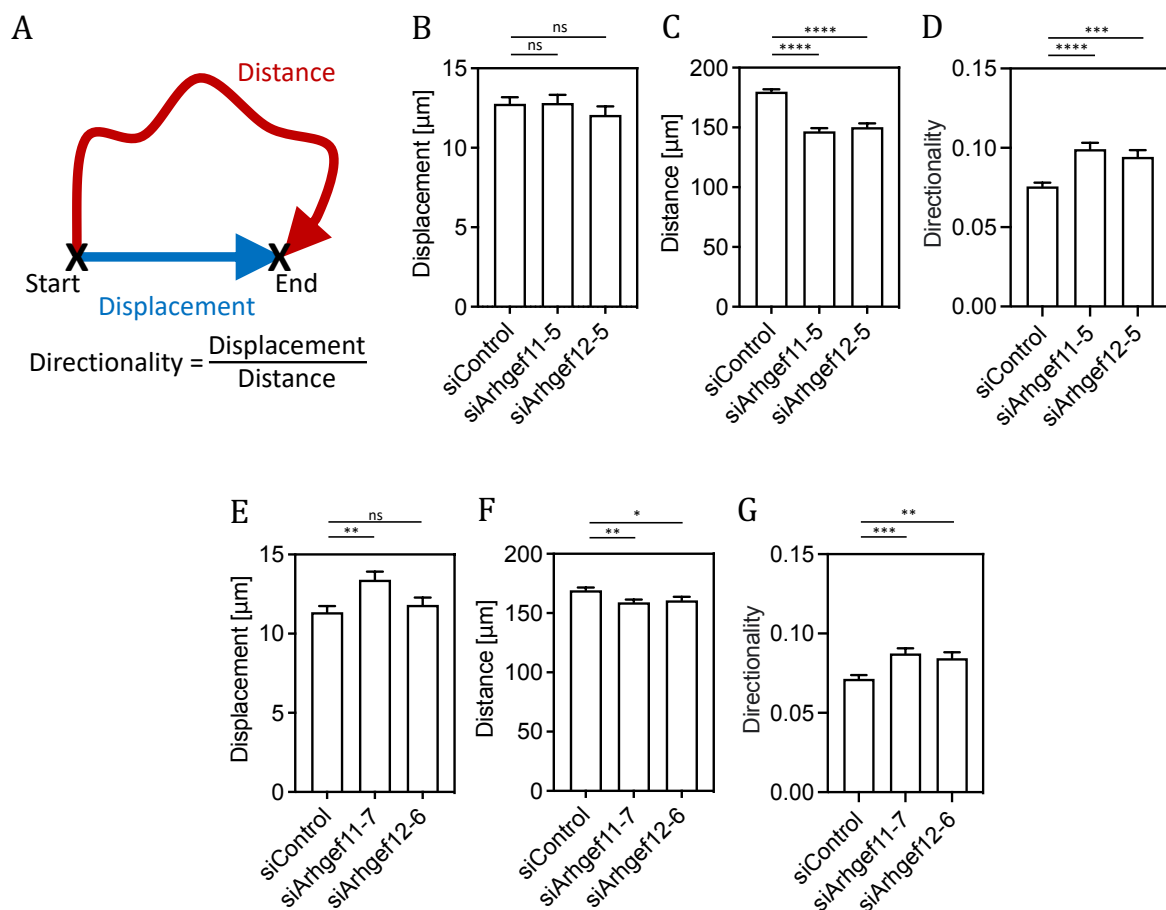 A
Distance
Start
End
Displacement
Directionality = Displacement
Distance
B
ns
ns
Displacement [µm]
15
10
5
0
siControl
siArhgef11-5
siArhgef12-5
C
****
****
Distance [µm]
200
150
100
50
0
siControl
siArhgef11-5
siArhgef12-5
D
***
****
Directionality
0.15
0.10
0.05
0.00
siControl
siArhgef11-5
siArhgef12-5
E
ns
**
Displacement [µm]
15
10
5
0
siControl
siArhgef11-7
siArhgef12-6
F
*
**
Distance [µm]
200
150
100
50
0
siControl
siArhgef11-7
siArhgef12-6
G
**
***
Directionality
0.15
0.10
0.05
0.00
siControl
siArhgef11-7
siArhgef12-6